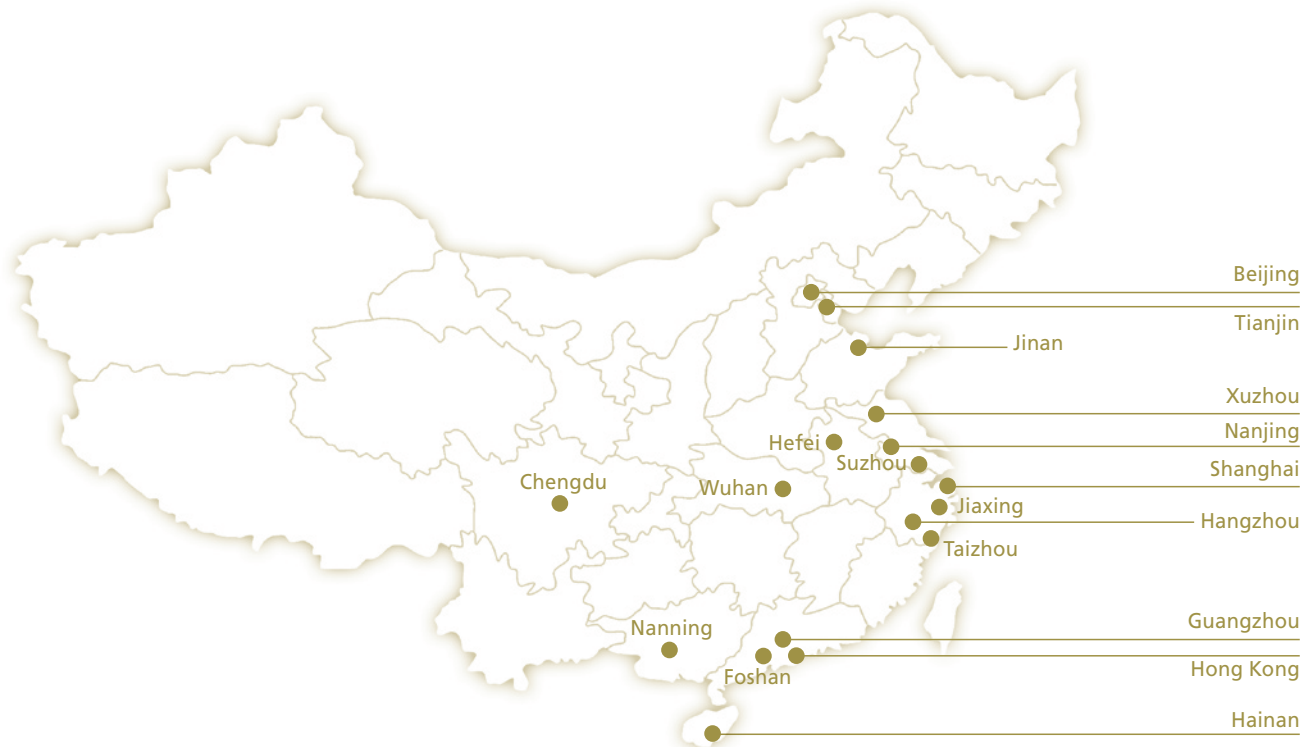 Beijing
Tianjin
Jinan
Xuzhou
Nanjing
Hefei
Suzhou
Shanghai
Chengdu
Wuhan
Jiaxing
Hangzhou
Taizhou
Guangzhou
Nanning
Hong Kong
Foshan
Hainan